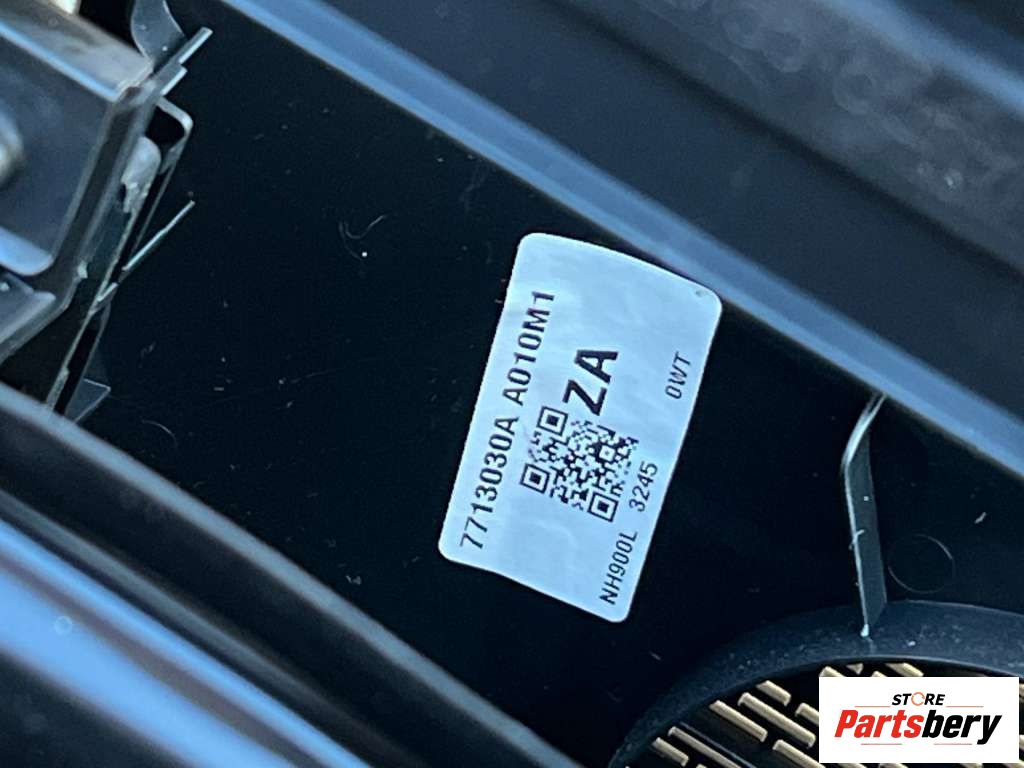 7713030A A010M1
ZA
0WT
NH900L 3245
STORE
Partsbery